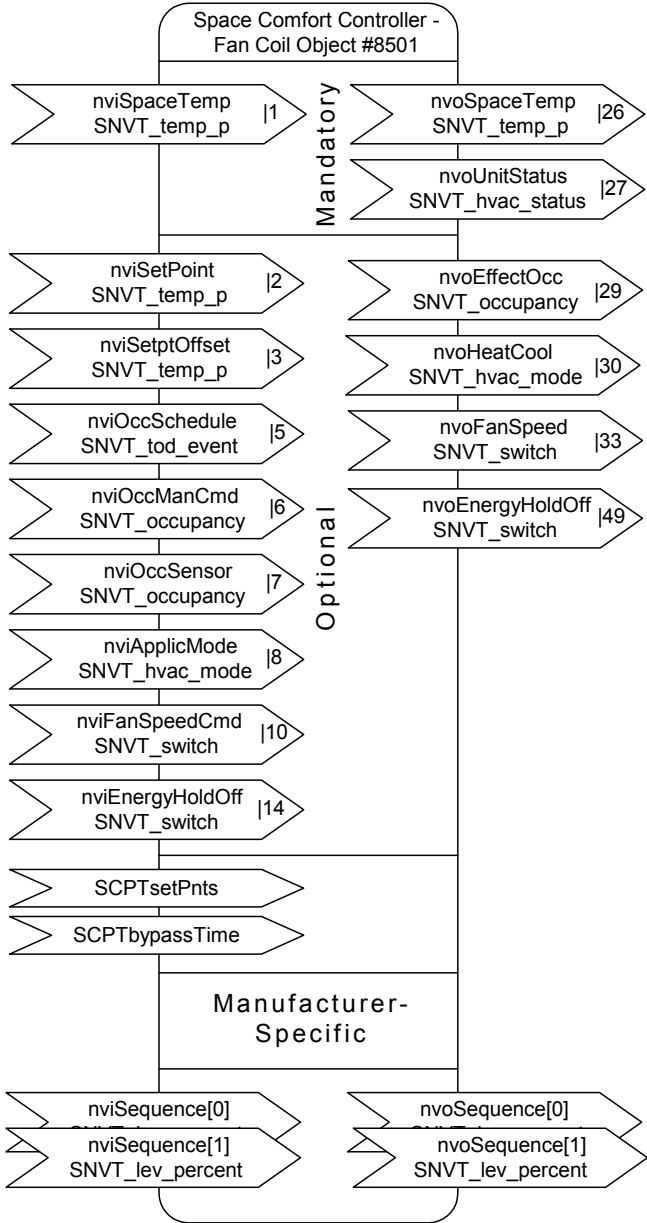 Space Comfort Controller -
Fan Coil Object #8501
nviSpaceTemp
SNVT_temp_p
|1
Mandatory
nvoSpaceTemp
SNVT_temp_p
|26
nvoUnitStatus
SNVT_hvac_status
|27
nviSetPoint
SNVT_temp_p
|2
nviSetptOffset
SNVT_temp_p
|3
nviOccSchedule
SNVT_tod_event
|5
nviOccManCmd
SNVT_occupancy
|6
nviOccSensor
SNVT_occupancy
|7
nviApplicMode
SNVT_hvac_mode
|8
nviFanSpeedCmd
SNVT_switch
|10
nviEnergyHoldOff
SNVT_switch
|14
Optional
nvoEffectOcc
SNVT_occupancy
|29
nvoHeatCool
SNVT_hvac_mode
|30
nvoFanSpeed
SNVT_switch
|33
nvoEnergyHoldOff
SNVT_switch
|49
SCPTsetPnts
SCPTbypassTime
Manufacturer-
Specific
nviSequence[0]
nviSequence[1]
SNVT_lev_percent
nvoSequence[0]
nvoSequence[1]
SNVT_lev_percent